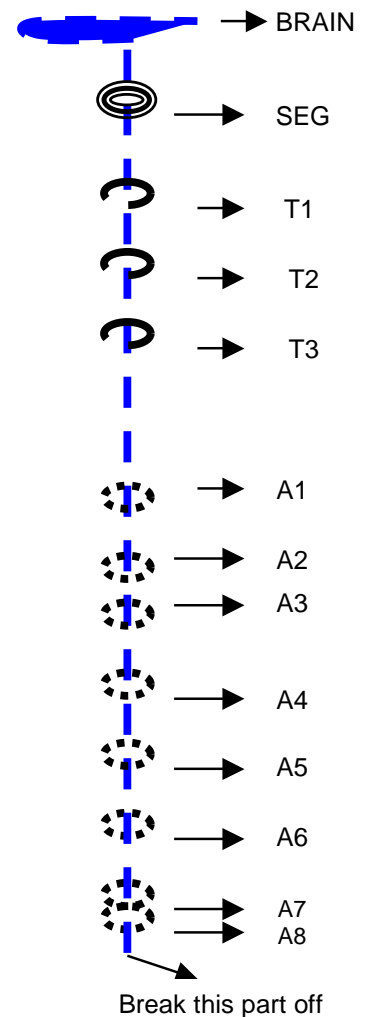 BRAIN
SEG
T1
T2
T3
A1
A2
A3
A4
A5
A6
A7
A8
Break this part off